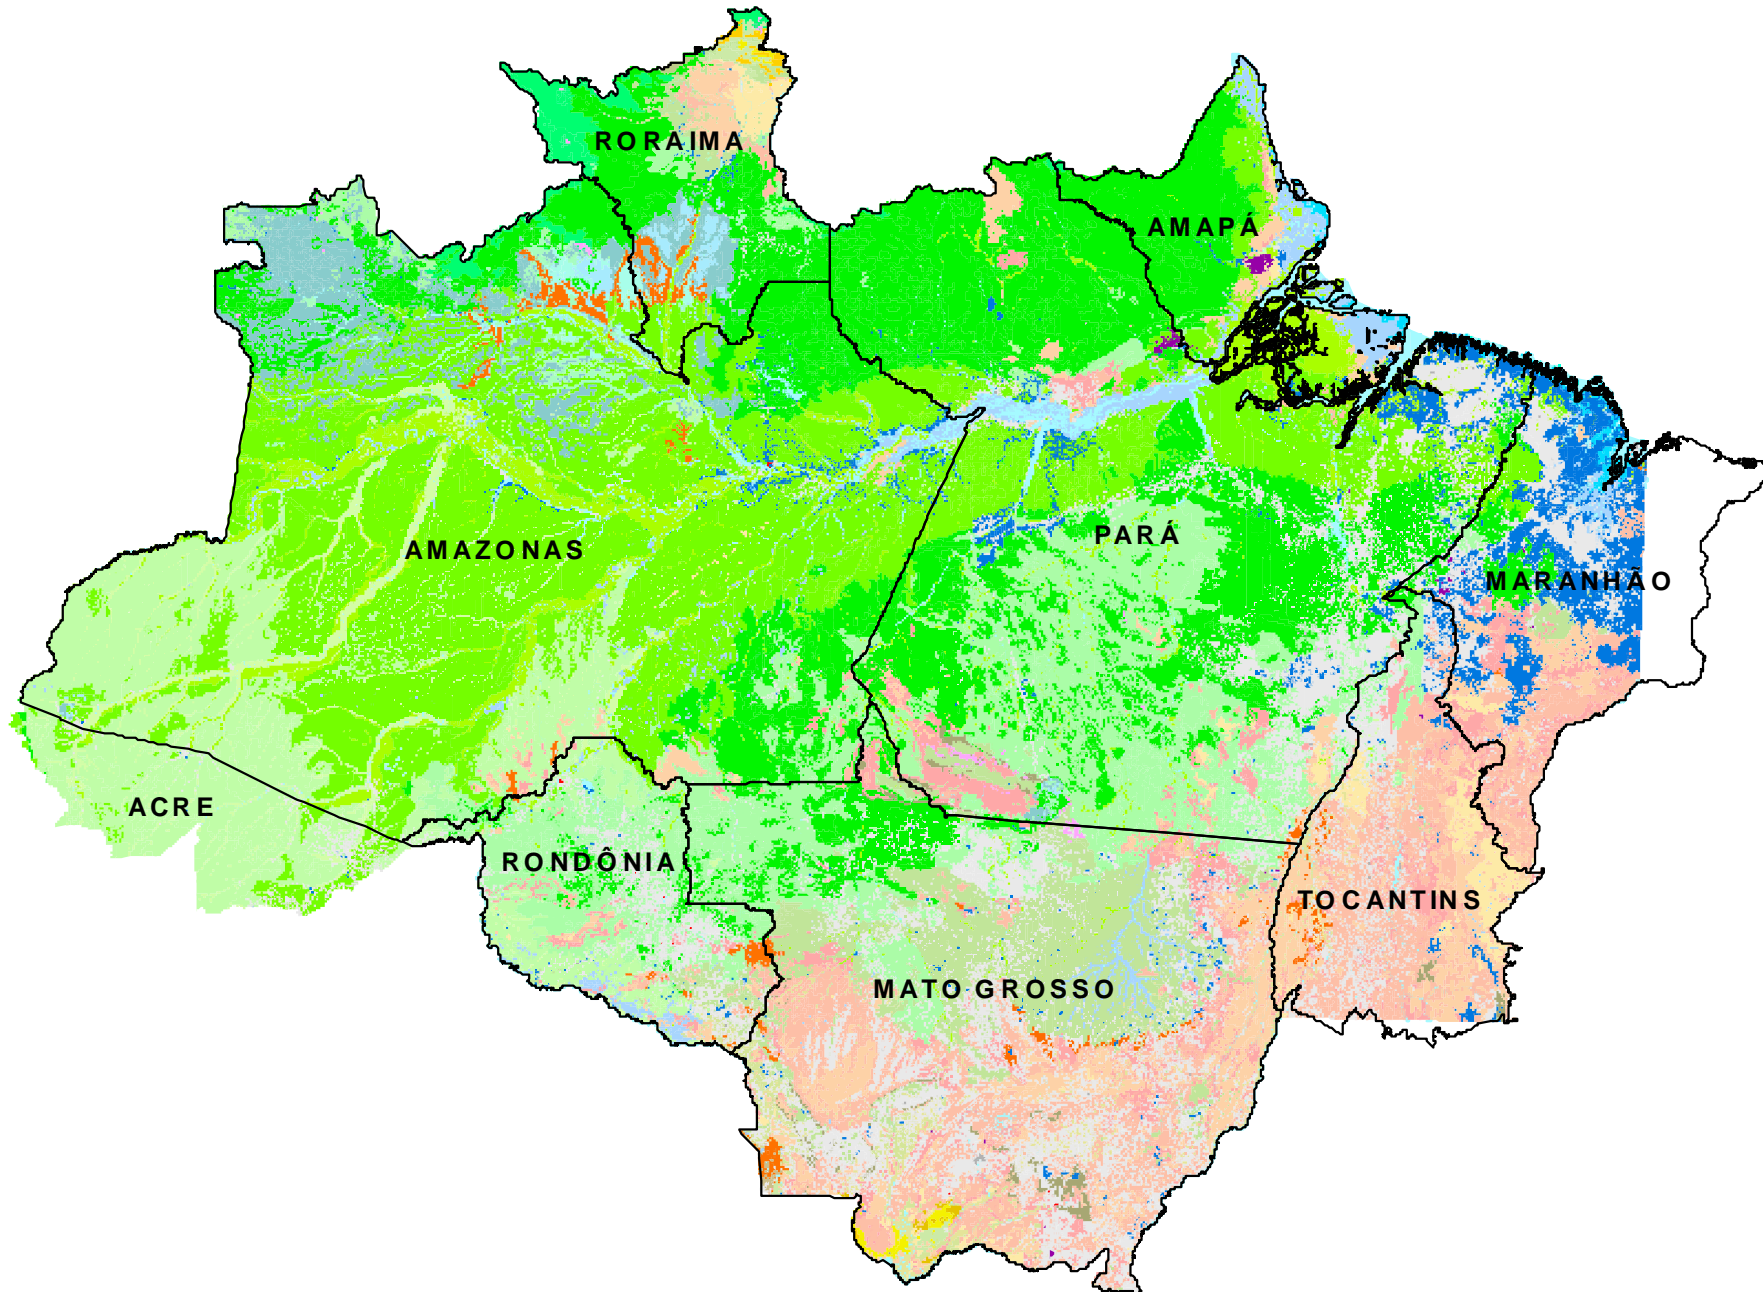 RORAIMA
AMAPÁ
AMAZONAS
PARÁ
MARANHÃO
ACRE
RONDÔNIA
TOCANTINS
MATO GROSSO